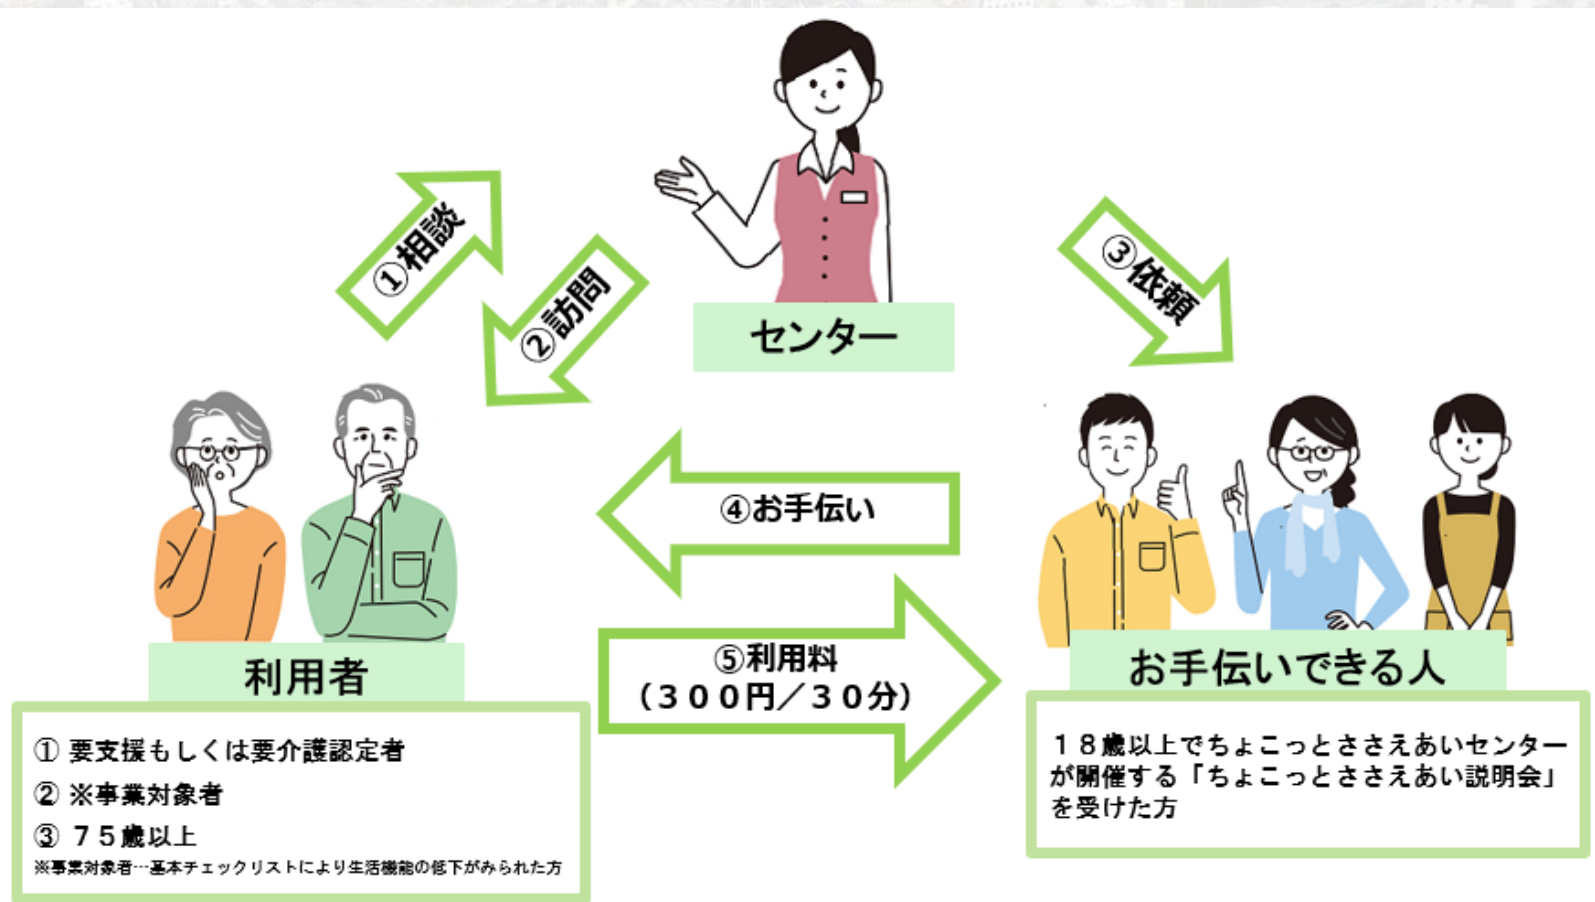 センター
①相談
②訪問
③依頼
④お手伝い
⑤利用料
（３００円／３０分）
利用者
① 要支援もしくは要介護認定者
② ※事業対象者
③ ７５歳以上
※事業対象者…基本チェックリストにより生活機能の低下がみられた方
お手伝いできる人
１８歳以上でちょこっとささえあいセンター
が開催する「ちょこっとささえあい説明会」
を受けた方